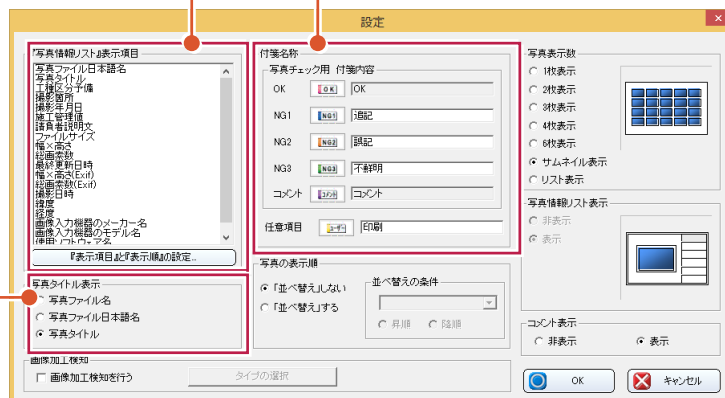 設定
『写真情報リスト』表示項目
写真ファイル日本語名
写真タイトル
工種区分予備
撮影箇所
撮影年月日
施工管理値
請負者説明文
ファイルサイズ
幅×高さ
総画素数
最終更新日時
幅×高さ(Exif)
総画素数(Exif)
撮影日時
緯度
経度
画像入力機器のメーカー名
画像入力機器のモデル名
使用ソフトウェア名
『表示項目』と『表示順』の設定...
写真タイトル表示
写真ファイル名
写真ファイル日本語名
写真タイトル
画像加工検知
画像加工検知を行う
タイプの選択
付箋名称
写真チェック用 付箋内容
OK
OK
OK
NG1
NG1
追記
NG2
NG2
誤記
NG3
NG3
不鮮明
コメント
コメント
コメント
任意項目
ユーザー
印刷
写真の表示順
「並べ替え」しない
「並べ替え」する
並べ替えの条件
昇順
降順
写真表示数
1枚表示
2枚表示
3枚表示
4枚表示
6枚表示
サムネイル表示
リスト表示
写真情報リスト表示
非表示
表示
コメント表示
非表示
表示
OK
キャンセル